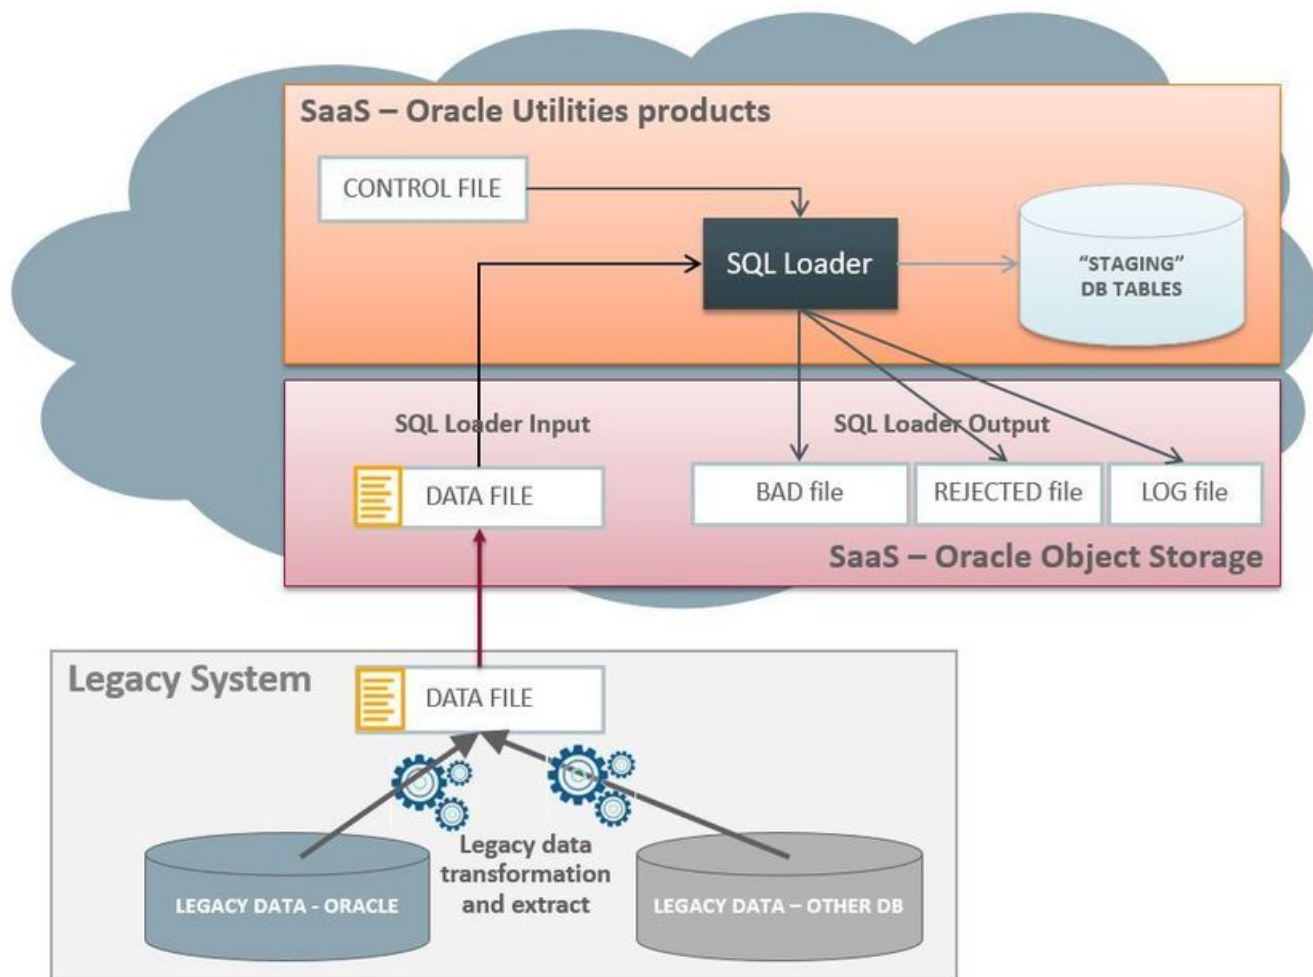 SaaS – Oracle Utilities products
CONTROL FILE
SQL Loader
“STAGING”
DB TABLES
SQL Loader Input
SQL Loader Output
DATA FILE
BAD file
REJECTED file
LOG file
SaaS – Oracle Object Storage
Legacy System
DATA FILE
Legacy data
transformation
and extract
LEGACY DATA - ORACLE
LEGACY DATA – OTHER DB